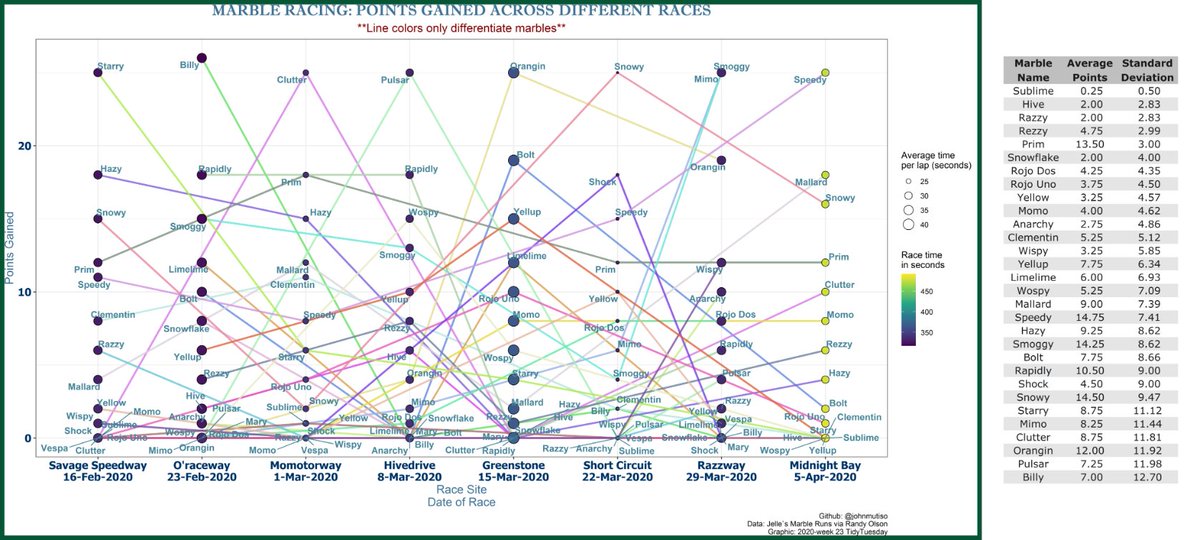 MARBLE RACING: POINTS GAINED ACROSS DIFFERENT RACES
**Line colors only differentiate marbles**
Points Gained
20
10
0
Starry
Hazy
Snowy
Prim
Speedy
Clementin
Razzy
Mallard
Yellow
Wispy
Momo
Sublime
Shock
Rojo Uno
Vespa
Clutter
Billy
Rapidly
Smoggy
Limelime
Bolt
Snowflake
Yellup
Rezzy
Hive
Pulsar
Anarchy
Mary
Wospy
Rojo Dos
Mimo
Orangin
Clutter
Prim
Hazy
Mallard
Clementin
Speedy
Starry
Rojo Uno
Sublime
Snowy
Yellow
Razzy
Shock
Wispy
Momo
Vespa
Pulsar
Rapidly
Wospy
Smoggy
Yellup
Rezzy
Hive
Orangin
Mimo
Rojo Dos
Snowflake
Limelime
Mary
Bolt
Anarchy
Billy
Orangin
Bolt
Yellup
Limelime
Rojo Uno
Momo
Wospy
Starry
Mallard
Rezzy
Hazy
Hive
Snowflake
Mary
Clutter
Rapidly
Snowy
Shock
Speedy
Prim
Yellow
Rojo Dos
Mimo
Smoggy
Clementin
Billy
Wispy
Pulsar
Vespa
Razzy
Anarchy
Sublime
Smoggy
Mimo
Orangin
Wispy
Anarchy
Rojo Dos
Rapidly
Pulsar
Razzy
Yellow
Vespa
Limelime
Billy
Snowflake
Shock
Mary
Speedy
Mallard
Snowy
Prim
Clutter
Momo
Rezzy
Hazy
Bolt
Rojo Uno
Clementin
Starry
Hive
Sublime
Wospy
Yellup
Savage Speedway O'raceway Momotorway Hivedrive Greenstone Short Circuit Razzway Midnight Bay
16-Feb-2020 23-Feb-2020 1-Mar-2020 8-Mar-2020 15-Mar-2020 22-Mar-2020 29-Mar-2020 5-Apr-2020
Race Site
Date of Race
Average time
per lap (seconds)
25
30
35
40
Race time
in seconds
450
400
350
Github: @johnmutiso
Data: Jelle`s Marble Runs via Randy Olson
Graphic: 2020-week 23 TidyTuesday
Marble Average Standard
Name Points Deviation
Sublime 0.25 0.50
Hive 2.00 2.83
Razzy 2.00 2.83
Rezzy 4.75 2.99
Prim 13.50 3.00
Snowflake 2.00 4.00
Rojo Dos 4.25 4.35
Rojo Uno 3.75 4.50
Yellow 3.25 4.57
Momo 4.00 4.62
Anarchy 2.75 4.86
Clementin 5.25 5.12
Wispy 3.25 5.85
Yellup 7.75 6.34
Limelime 6.00 6.93
Wospy 5.25 7.09
Mallard 9.00 7.39
Speedy 14.75 7.41
Hazy 9.25 8.62
Smoggy 14.25 8.62
Bolt 7.75 8.66
Rapidly 10.50 9.00
Shock 4.50 9.00
Snowy 14.50 9.47
Starry 8.75 11.12
Mimo 8.25 11.44
Clutter 8.75 11.81
Orangin 12.00 11.92
Pulsar 7.25 11.98
Billy 7.00 12.70